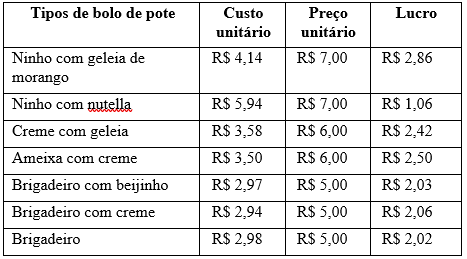 Tipos de bolo de pote Custo unitário Preço unitário Lucro
Ninho com geleia de morango R$ 4,14 R$ 7,00 R$ 2,86
Ninho com nutella R$ 5,94 R$ 7,00 R$ 1,06
Creme com geleia R$ 3,58 R$ 6,00 R$ 2,42
Ameixa com creme R$ 3,50 R$ 6,00 R$ 2,50
Brigadeiro com beijinho R$ 2,97 R$ 5,00 R$ 2,03
Brigadeiro com creme R$ 2,94 R$ 5,00 R$ 2,06
Brigadeiro R$ 2,98 R$ 5,00 R$ 2,02